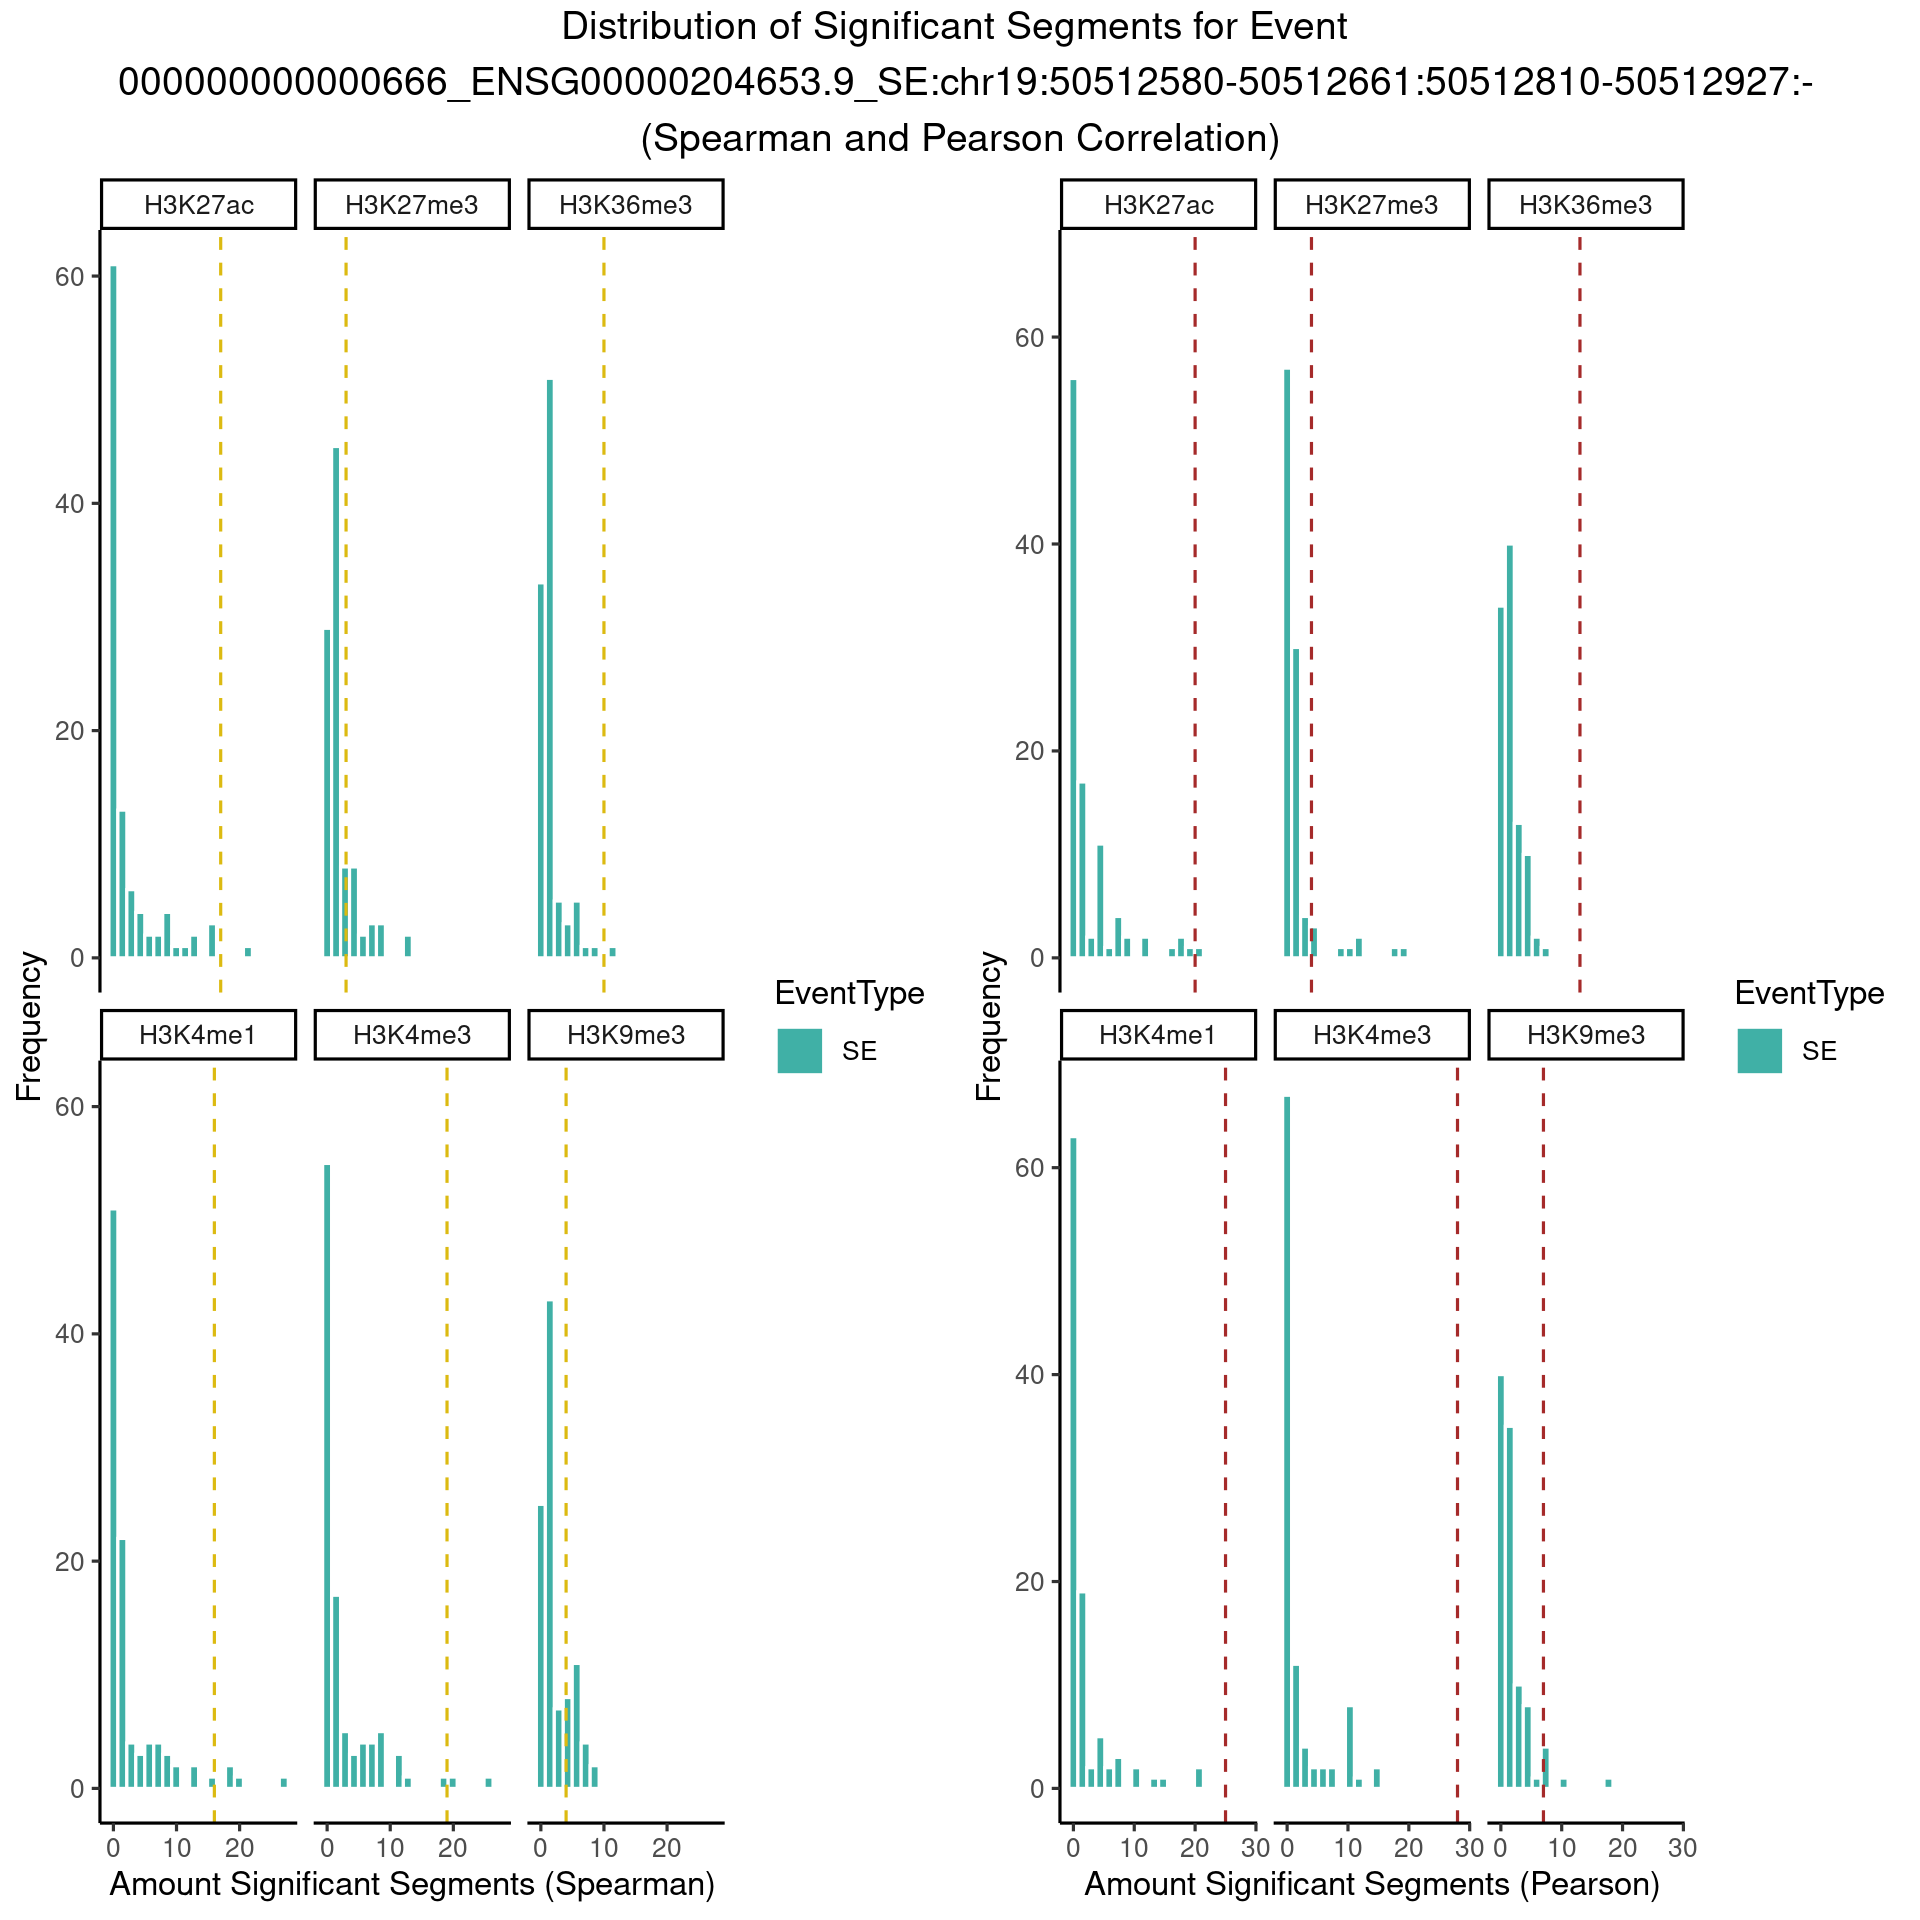 Distribution of Significant Segments for Event
000000000000666_ENSG00000204653.9_SE:chr19:50512580-50512661:50512810-50512927:-
(Spearman and Pearson Correlation)
H3K27ac H3K27me3 H3K36me3
60
40
20
0
H3K4me1 H3K4me3 H3K9me3
60
40
20
0
0 10 20 0 10 20 0 10 20
Frequency
Amount Significant Segments (Spearman)
EventType
SE
H3K27ac H3K27me3 H3K36me3
60
40
20
0
H3K4me1 H3K4me3 H3K9me3
60
40
20
0
0 10 20 30 0 10 20 30 0 10 20 30
Frequency
Amount Significant Segments (Pearson)
EventType
SE